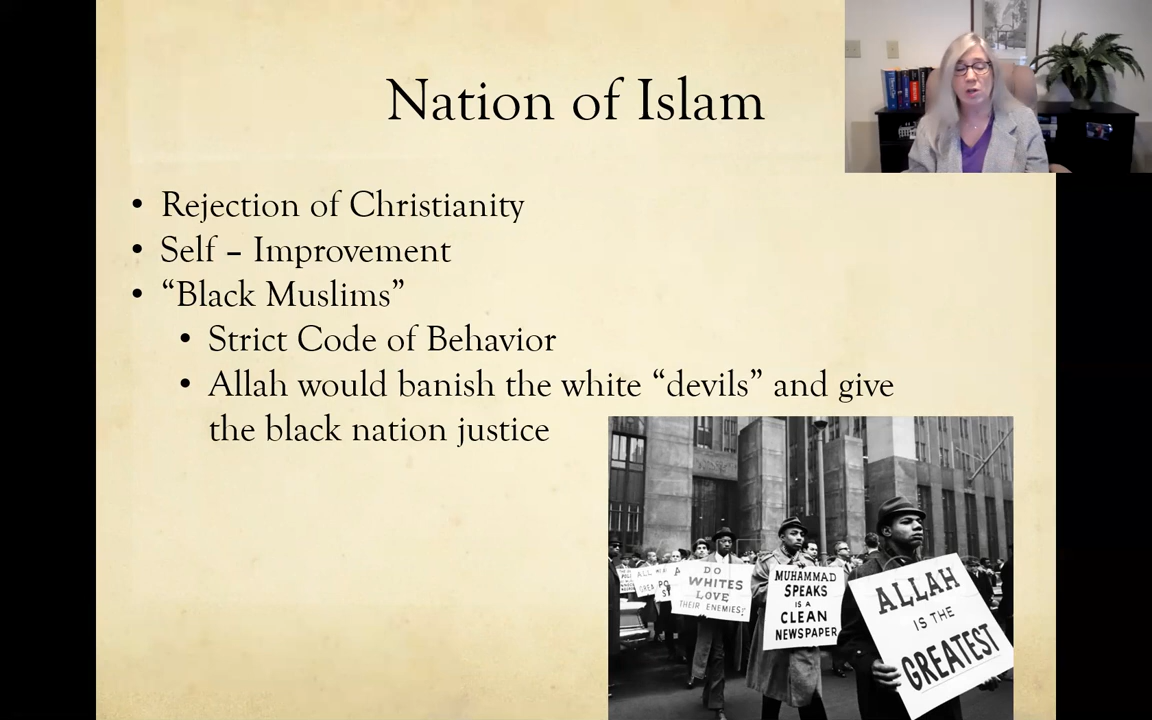 Nation of Islam
• Rejection of Christianity
• Self – Improvement
• “Black Muslims”
• Strict Code of Behavior
• Allah would banish the white “devils” and give
the black nation justice
DO
WHITES
LOVE
THEIR ENEMIES?
MUHAMMAD
SPEAKS
IS A
CLEAN
NEWSPAPER
ALLAH
IS THE
GREATEST